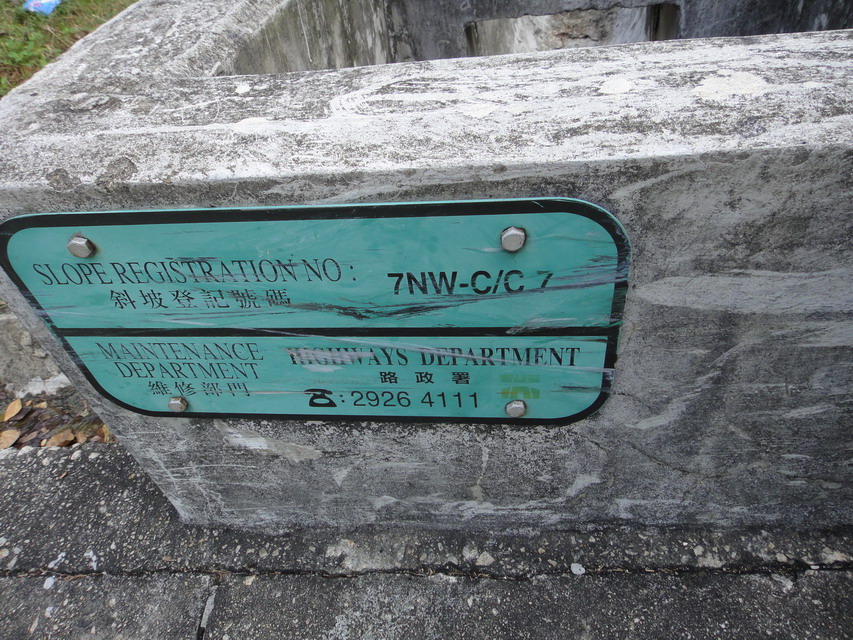 SLOPE REGISTRATION NO : 7NW-C/C 7
斜坡登記號碼
MAINTENANCE DEPARTMENT
維修部門
HIGHWAYS DEPARTMENT
路政署
☎: 2926 4111